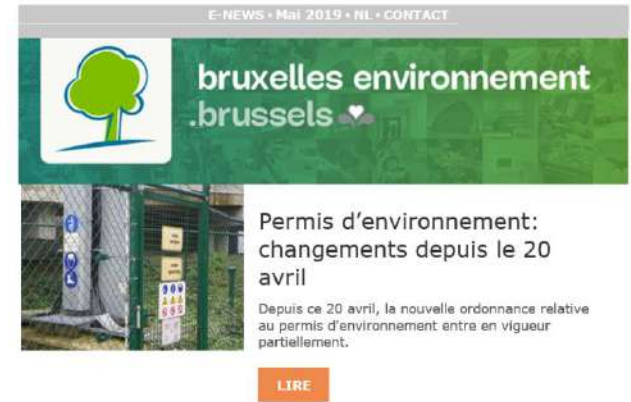 E-NEWS • Mai 2019 • NL • CONTACT
bruxelles environnement
.brussels
Permis d'environnement:
changements depuis le 20
avril
Depuis ce 20 avril, la nouvelle ordonnance relative
au permis d'environnement entre en vigueur
partiellement.
LIRE